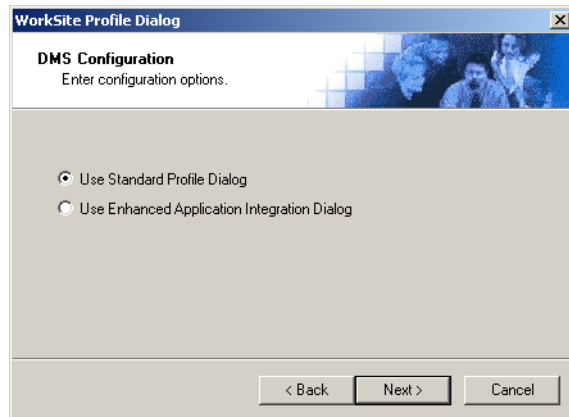 WorkSite Profile Dialog
DMS Configuration
Enter configuration options.
Use Standard Profile Dialog
Use Enhanced Application Integration Dialog
< Back Next > Cancel